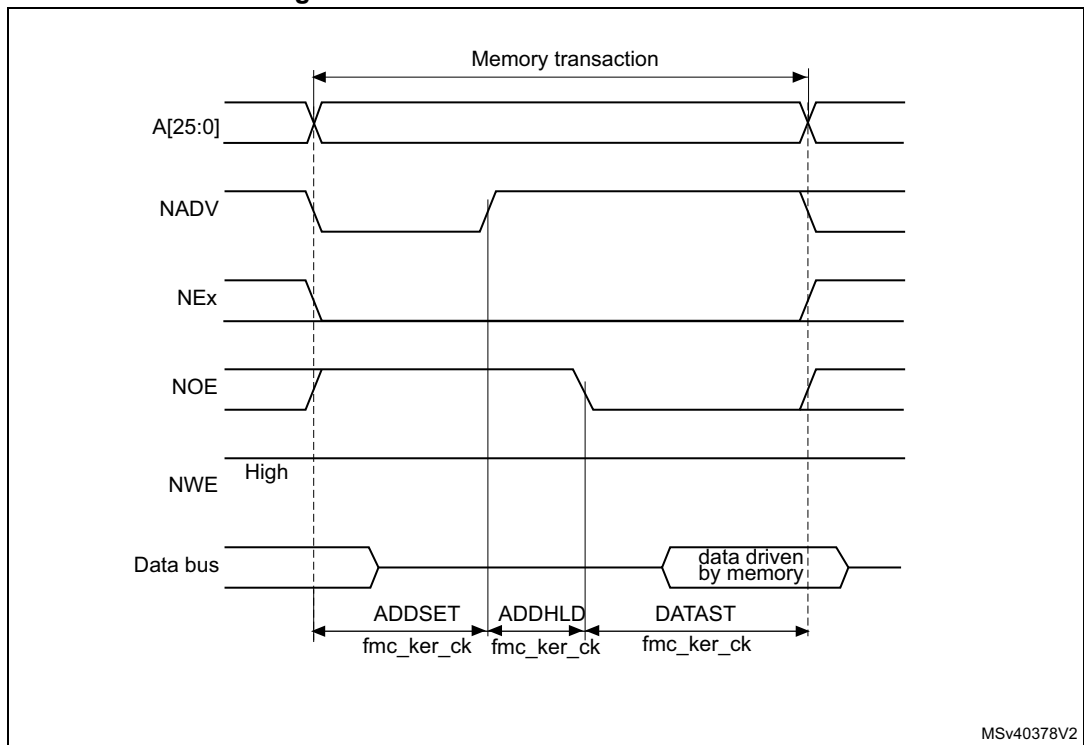 Memory transaction
A[25:0]
NADV
NEx
NOE
High
NWE
Data bus
data driven
by memory
ADDSET ADDHLD DATAST
fmc_ker_ck fmc_ker_ck fmc_ker_ck
MSv40378V2